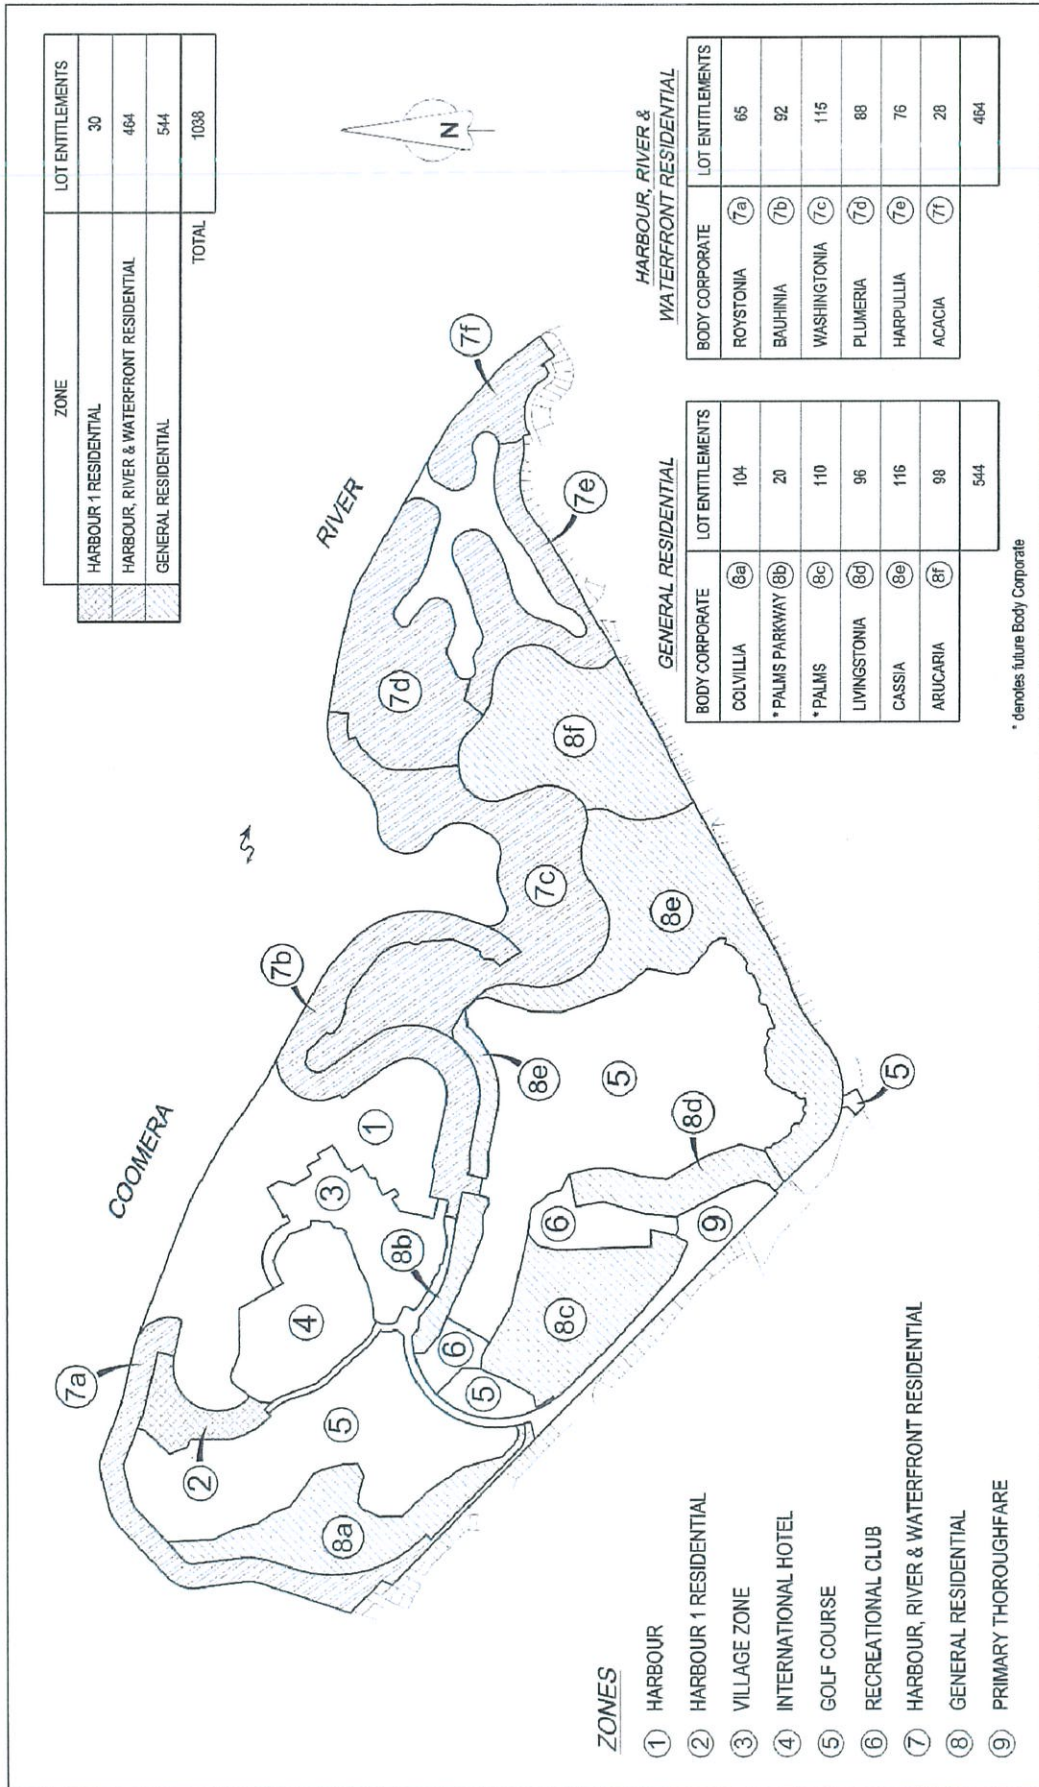 ZONE LOT ENTITLEMENTS
HARBOUR 1 RESIDENTIAL 30
HARBOUR, RIVER & WATERFRONT RESIDENTIAL 464
GENERAL RESIDENTIAL 544
TOTAL 1038
N
COOMERA
RIVER
7a
7b
7c
7d
7e
7f
8a
8b
8c
8d
8e
8e
8f
1
2
3
4
5
5
5
5
6
6
9
ZONES
1 HARBOUR
2 HARBOUR 1 RESIDENTIAL
3 VILLAGE ZONE
4 INTERNATIONAL HOTEL
5 GOLF COURSE
6 RECREATIONAL CLUB
7 HARBOUR, RIVER & WATERFRONT RESIDENTIAL
8 GENERAL RESIDENTIAL
9 PRIMARY THOROUGHFARE
GENERAL RESIDENTIAL
BODY CORPORATE LOT ENTITLEMENTS
COLVILLIA 8a 104
* PALMS PARKWAY 8b 20
* PALMS 8c 110
LIVINGSTONIA 8d 96
CASSIA 8e 116
ARUCARIA 8f 98
544
* denotes future Body Corporate
HARBOUR, RIVER &
WATERFRONT RESIDENTIAL
BODY CORPORATE LOT ENTITLEMENTS
ROYSTONIA 7a 65
BAUHINIA 7b 92
WASHINGTONIA 7c 115
PLUMERIA 7d 88
HARPULLIA 7e 76
ACACIA 7f 28
464